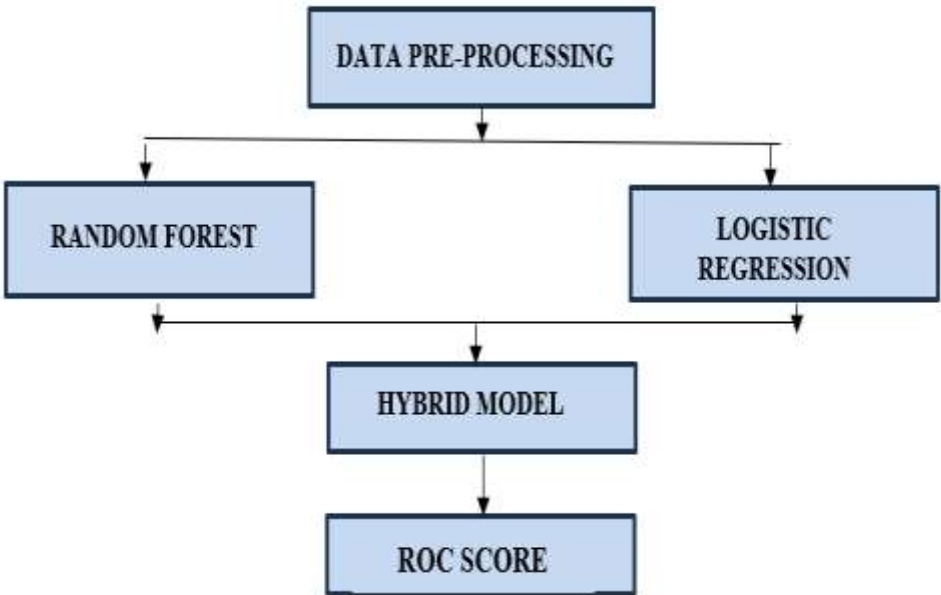 DATA PRE-PROCESSING
RANDOM FOREST
LOGISTIC
REGRESSION
HYBRID MODEL
ROC SCORE